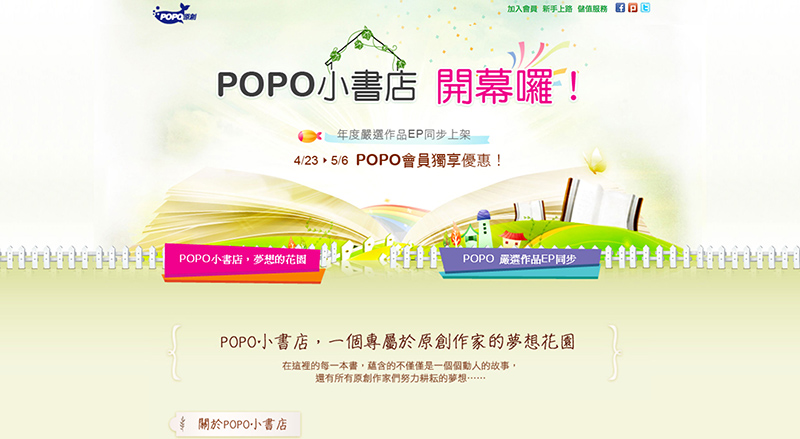 POPO原創
加入會員 新手上路 儲值服務
POPO小書店 開幕囉！
年度嚴選作品EP同步上架
4/23 ▸ 5/6 POPO會員獨享優惠！
POPO小書店，夢想的花園
POPO 嚴選作品EP同步
POPO小書店，一個專屬於原創作家的夢想花園
在這裡的每一本書，蘊含的不僅僅是一個個動人的故事，
還有所有原創作家們努力耕耘的夢想⋯⋯
關於POPO小書店